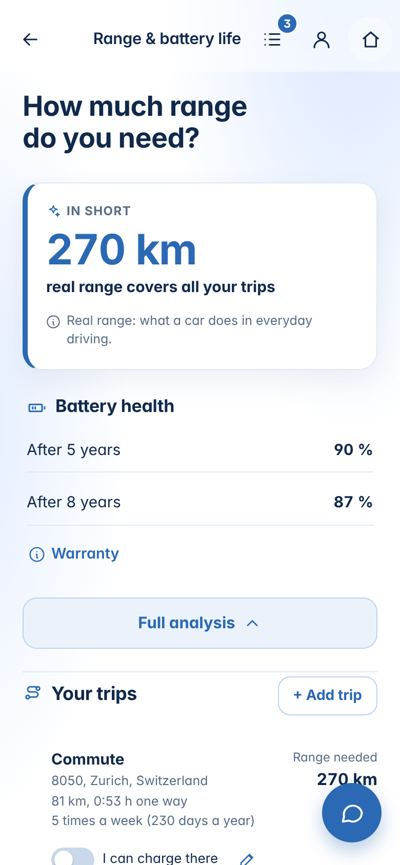 Range & battery life
3
How much range
do you need?
IN SHORT
270 km
real range covers all your trips
Real range: what a car does in everyday
driving.
Battery health
After 5 years 90 %
After 8 years 87 %
Warranty
Full analysis
Your trips
+ Add trip
Commute
Range needed
8050, Zurich, Switzerland
270 km
81 km, 0:53 h one way
5 times a week (230 days a year)
I can charge there